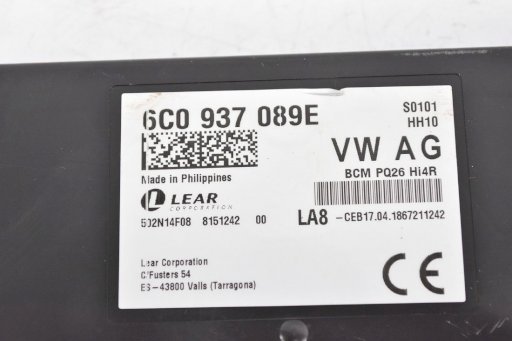 6C0 937 089E
S0101
HH10
VW AG
BCM PQ26 Hi4R
Made in Philippines
LEAR
CORPORATION
502N14F08 8151242 00
LA8 -CEB17.04.1867211242
Lear Corporation
C/Fusters 54
ES-43800 Valls (Tarragona)
CE